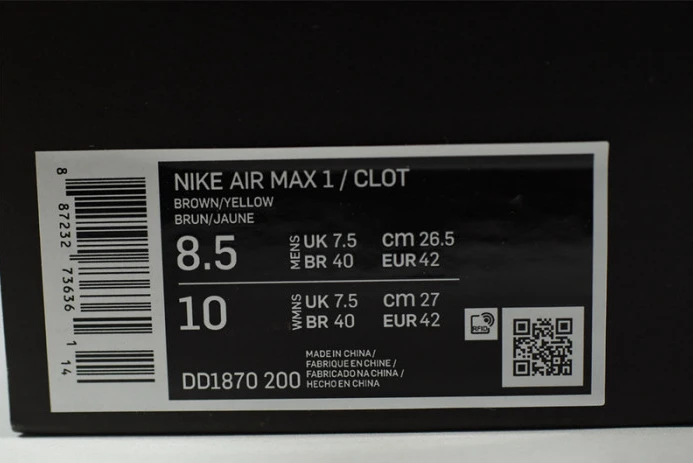 NIKE AIR MAX 1 / CLOT
BROWN/YELLOW
BRUN/JAUNE
8.5 MENS UK 7.5 cm 26.5
BR 40 EUR 42
10 WMNS UK 7.5 cm 27
BR 40 EUR 42
RFID
MADE IN CHINA /
FABRIQUE EN CHINE /
FABRICADO NA CHINA /
HECHO EN CHINA
DD1870 200
8 87232 73636 1 14